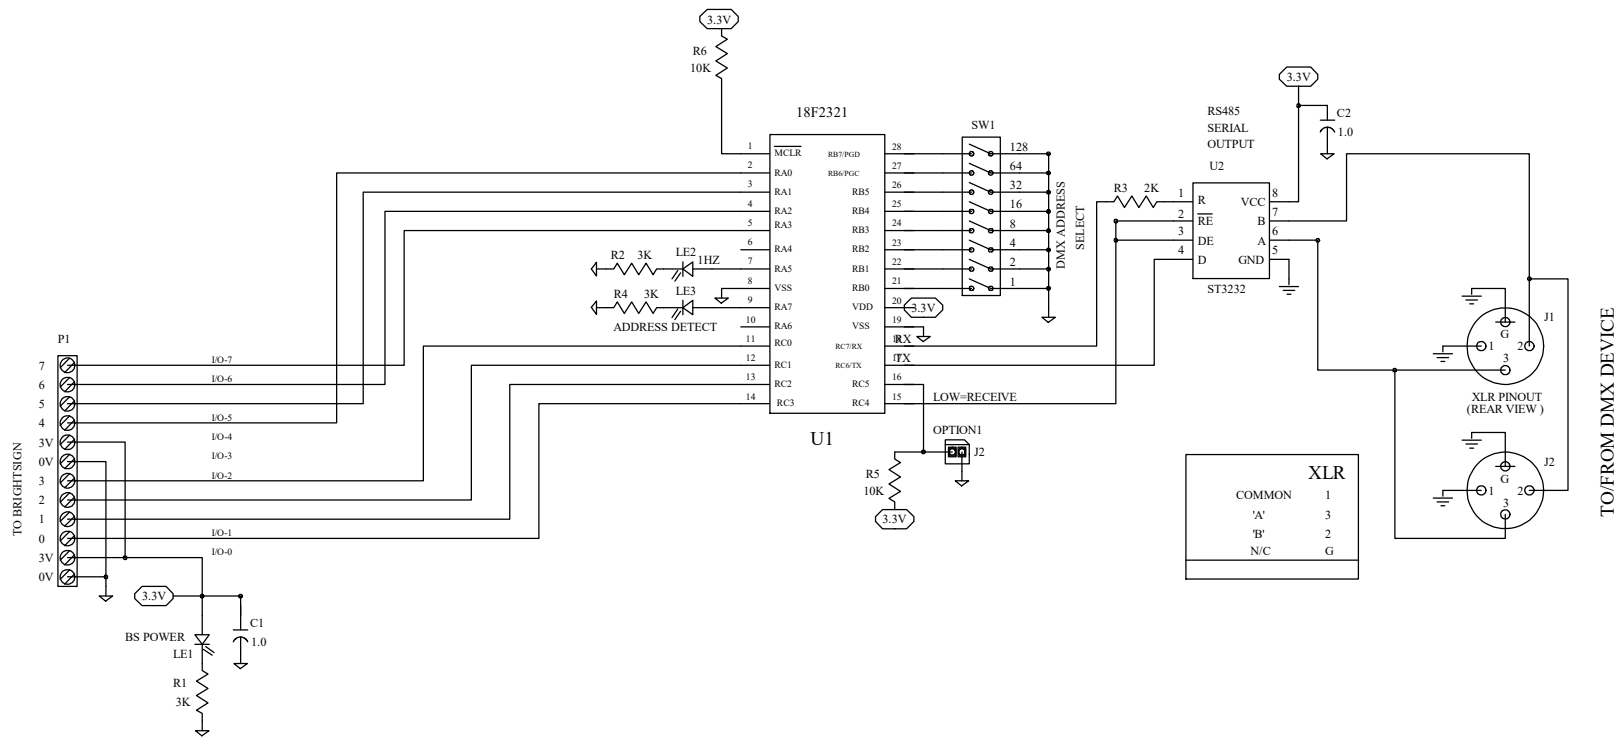 3.3V
R6
10K
18F2321
1 MCLR
2 RA0
3 RA1
4 RA2
5 RA3
6 RA4
7 RA5
8 VSS
9 RA7
10 RA6
11 RC0
12 RC1
13 RC2
14 RC3
RB7/PGD 28
RB6/PGC 27
RB5 26
RB4 25
RB3 24
RB2 23
RB1 22
RB0 21
VDD 20
VSS 19
RC7/RX 18
RC6/TX 17
RC5 16
RC4 15
U1
RX
TX
LOW=RECEIVE
3.3V
SW1
128
64
32
16
8
4
2
1
DMX ADDRESS
SELECT
R2 3K LE2 1HZ
R4 3K LE3
ADDRESS DETECT
OPTION1
J2
R5
10K
3.3V
3.3V
C2
1.0
RS485
SERIAL
OUTPUT
U2
R3 2K
1 R
2 RE
3 DE
4 D
VCC 8
B 7
A 6
GND 5
ST3232
J1
G
1
2
3
XLR PINOUT
(REAR VIEW )
J2
G
1
2
3
TO/FROM DMX DEVICE
XLR
COMMON 1
'A' 3
'B' 2
N/C G
P1
7
6
5
4
3V
0V
3
2
1
0
3V
0V
TO BRIGHTSIGN
I/O-7
I/O-6
I/O-5
I/O-4
I/O-3
I/O-2
I/O-1
I/O-0
3.3V
C1
1.0
BS POWER
LE1
R1
3K